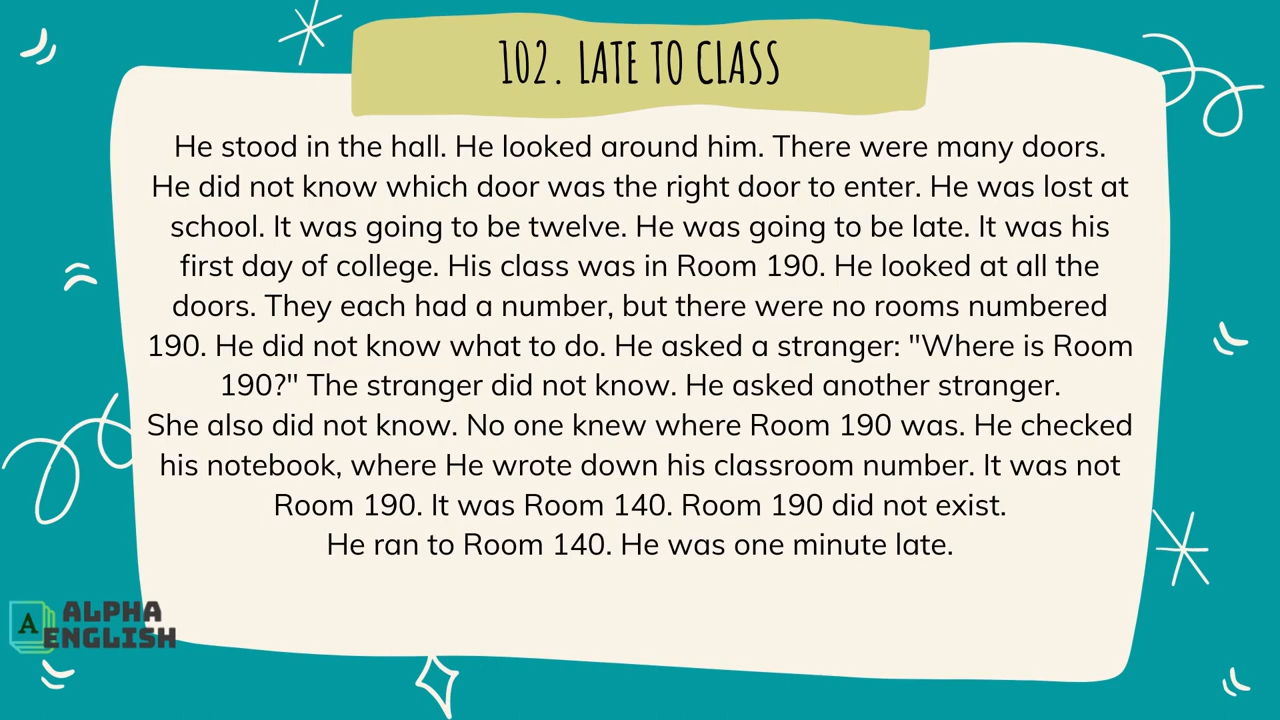 102. LATE TO CLASS
He stood in the hall. He looked around him. There were many doors.
He did not know which door was the right door to enter. He was lost at
school. It was going to be twelve. He was going to be late. It was his
first day of college. His class was in Room 190. He looked at all the
doors. They each had a number, but there were no rooms numbered
190. He did not know what to do. He asked a stranger: "Where is Room
190?" The stranger did not know. He asked another stranger.
She also did not know. No one knew where Room 190 was. He checked
his notebook, where He wrote down his classroom number. It was not
Room 190. It was Room 140. Room 190 did not exist.
He ran to Room 140. He was one minute late.
A
ALPHA
ENGLISH